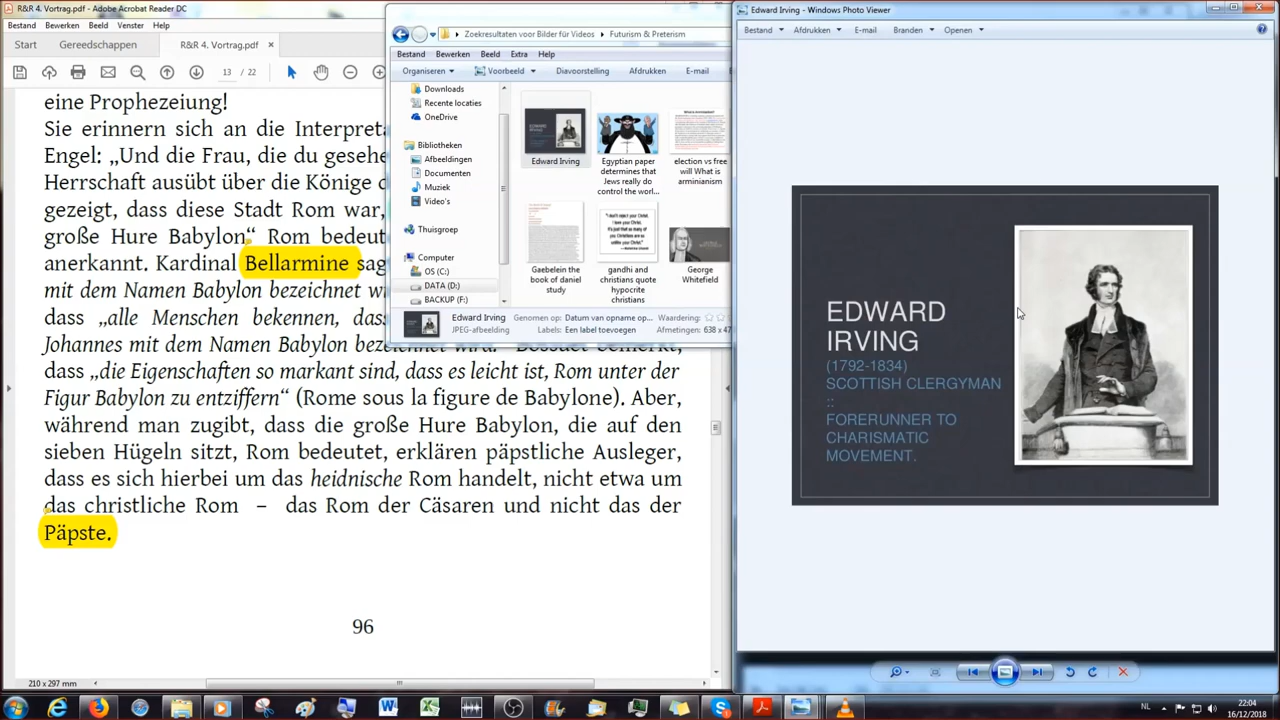 R&R 4. Vortrag.pdf - Adobe Acrobat Reader DC
Bestand Bewerken Beeld Venster Help
Start Gereedschappen R&R 4. Vortrag.pdf ×
13 / 22
eine Prophezeiung!
Sie erinnern sich an die Interpret
Engel: „Und die Frau, die du gesehe
Herrschaft ausübt über die Könige d
gezeigt, dass diese Stadt Rom war,
große Hure Babylon“ Rom bedeut
anerkannt. Kardinal Bellarmine sag
mit dem Namen Babylon bezeichnet w
dass „alle Menschen bekennen, das
Johannes mit dem Namen Babylon
dass „die Eigenschaften so markant sind, dass es leicht ist, Rom unter der
Figur Babylon zu entziffern“ (Rome sous la figure de Babylone). Aber,
während man zugibt, dass die große Hure Babylon, die auf den
sieben Hügeln sitzt, Rom bedeutet, erklären päpstliche Ausleger,
dass es sich hierbei um das heidnische Rom handelt, nicht etwa um
das christliche Rom – das Rom der Cäsaren und nicht das der
Päpste.
96
210 x 297 mm
Zoekresultaten voor Bilder für Videos Futurism & Preterism
Bestand Bewerken Beeld Extra Help
Organiseren Voorbeeld Diavoorstelling Afdrukken E-mail
Downloads
Recente locaties
OneDrive
Bibliotheken
Afbeeldingen
Documenten
Muziek
Video's
Thuisgroep
Computer
OS (C:)
DATA (D:)
BACKUP (F:)
Edward Irving
Egyptian paper
determines that
Jews really do
control the worl...
election vs free
will What is
arminianism
Gaebelein the
book of daniel
study
gandhi and
christians quote
hypocrite
christians
George
Whitefield
Edward Irving Genomen op: Datum van opname op... Waardering:
JPEG-afbeelding Labels: Een label toevoegen Afmetingen: 638 x 47
Edward Irving - Windows Photo Viewer
Bestand Afdrukken E-mail Branden Openen
EDWARD
IRVING
(1792-1834)
SCOTTISH CLERGYMAN
::
FORERUNNER TO
CHARISMATIC
MOVEMENT.
NL
22:04
16/12/2018